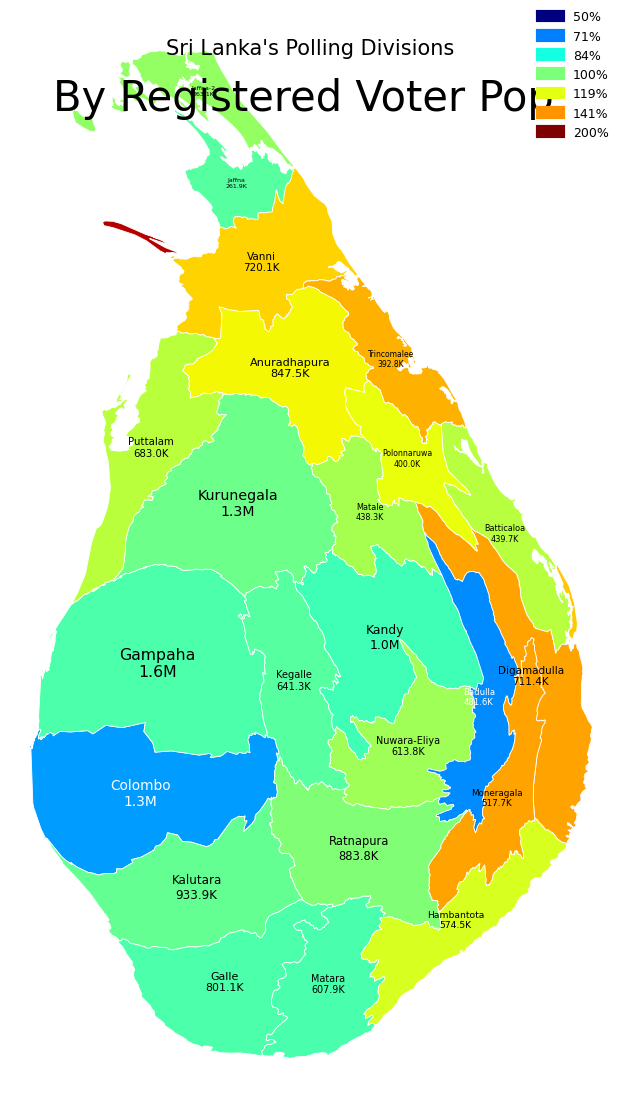 Sri Lanka's Polling Divisions
By Registered Voter Pop
50%
71%
84%
100%
119%
141%
200%
Jaffna
261.9K
Vanni
720.1K
Trincomalee
392.8K
Anuradhapura
847.5K
Puttalam
683.0K
Polonnaruwa
400.0K
Kurunegala
1.3M
Matale
438.3K
Batticaloa
439.7K
Kandy
1.0M
Gampaha
1.6M
Kegalle
641.3K
Digamadulla
711.4K
Badulla
Nuwara-Eliya
613.8K
Colombo
1.3M
Moneragala
517.7K
Ratnapura
883.8K
Kalutara
933.9K
Hambantota
574.5K
Galle
801.1K
Matara
607.9K